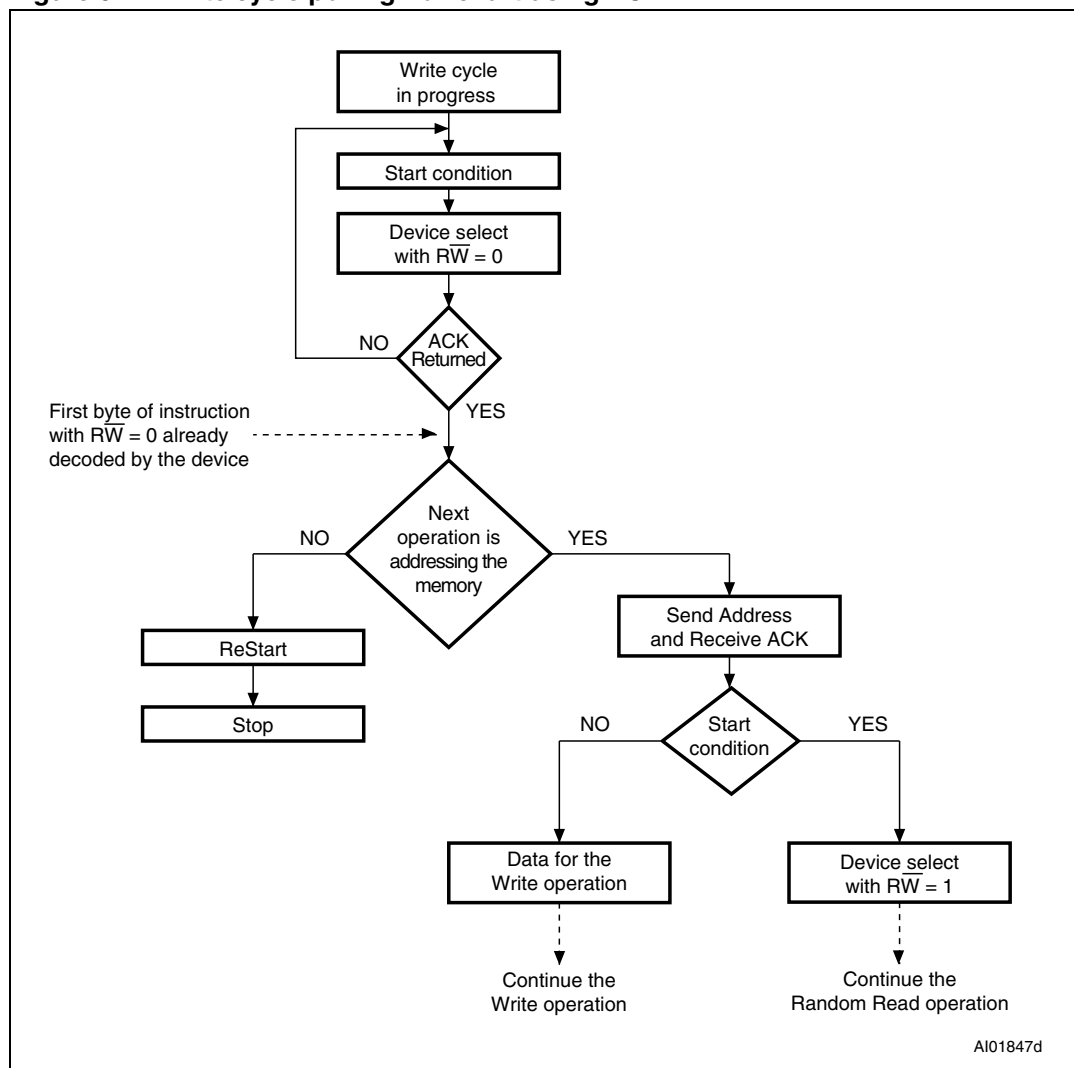 Write cycle
in progress
Start condition
Device select
with RW̅ = 0
NO
ACK
Returned
YES
First byte of instruction
with RW̅ = 0 already
decoded by the device
NO
Next
operation is
addressing the
memory
YES
Send Address
and Receive ACK
ReStart
Stop
NO
Start
condition
YES
Data for the
Write operation
Device select
with RW̅ = 1
Continue the
Write operation
Continue the
Random Read operation
AI01847d